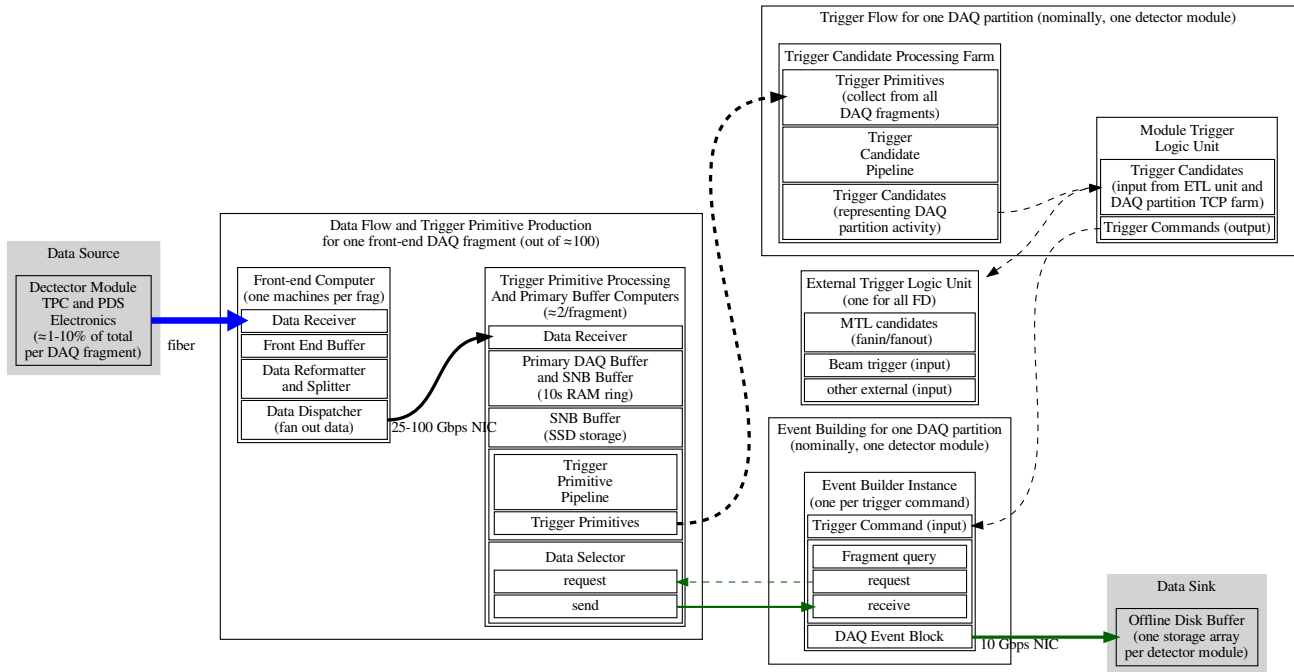 Data Source
Dectector Module
TPC and PDS
Electronics
(≈1-10% of total
per DAQ fragment)
fiber
Data Flow and Trigger Primitive Production
for one front-end DAQ fragment (out of ≈100)
Front-end Computer
(one machines per frag)
Data Receiver
Front End Buffer
Data Reformatter
and Splitter
Data Dispatcher
(fan out data)
25-100 Gbps NIC
Trigger Primitive Processing
And Primary Buffer Computers
(≈2/fragment)
Data Receiver
Primary DAQ Buffer
and SNB Buffer
(10s RAM ring)
SNB Buffer
(SSD storage)
Trigger
Primitive
Pipeline
Trigger Primitives
Data Selector
request
send
Trigger Flow for one DAQ partition (nominally, one detector module)
Trigger Candidate Processing Farm
Trigger Primitives
(collect from all
DAQ fragments)
Trigger
Candidate
Pipeline
Trigger Candidates
(representing DAQ
partition activity)
Module Trigger
Logic Unit
Trigger Candidates
(input from ETL unit and
DAQ partition TCP farm)
Trigger Commands (output)
External Trigger Logic Unit
(one for all FD)
MTL candidates
(fanin/fanout)
Beam trigger (input)
other external (input)
Event Building for one DAQ partition
(nominally, one detector module)
Event Builder Instance
(one per trigger command)
Trigger Command (input)
Fragment query
request
receive
DAQ Event Block
10 Gbps NIC
Data Sink
Offline Disk Buffer
(one storage array
per detector module)